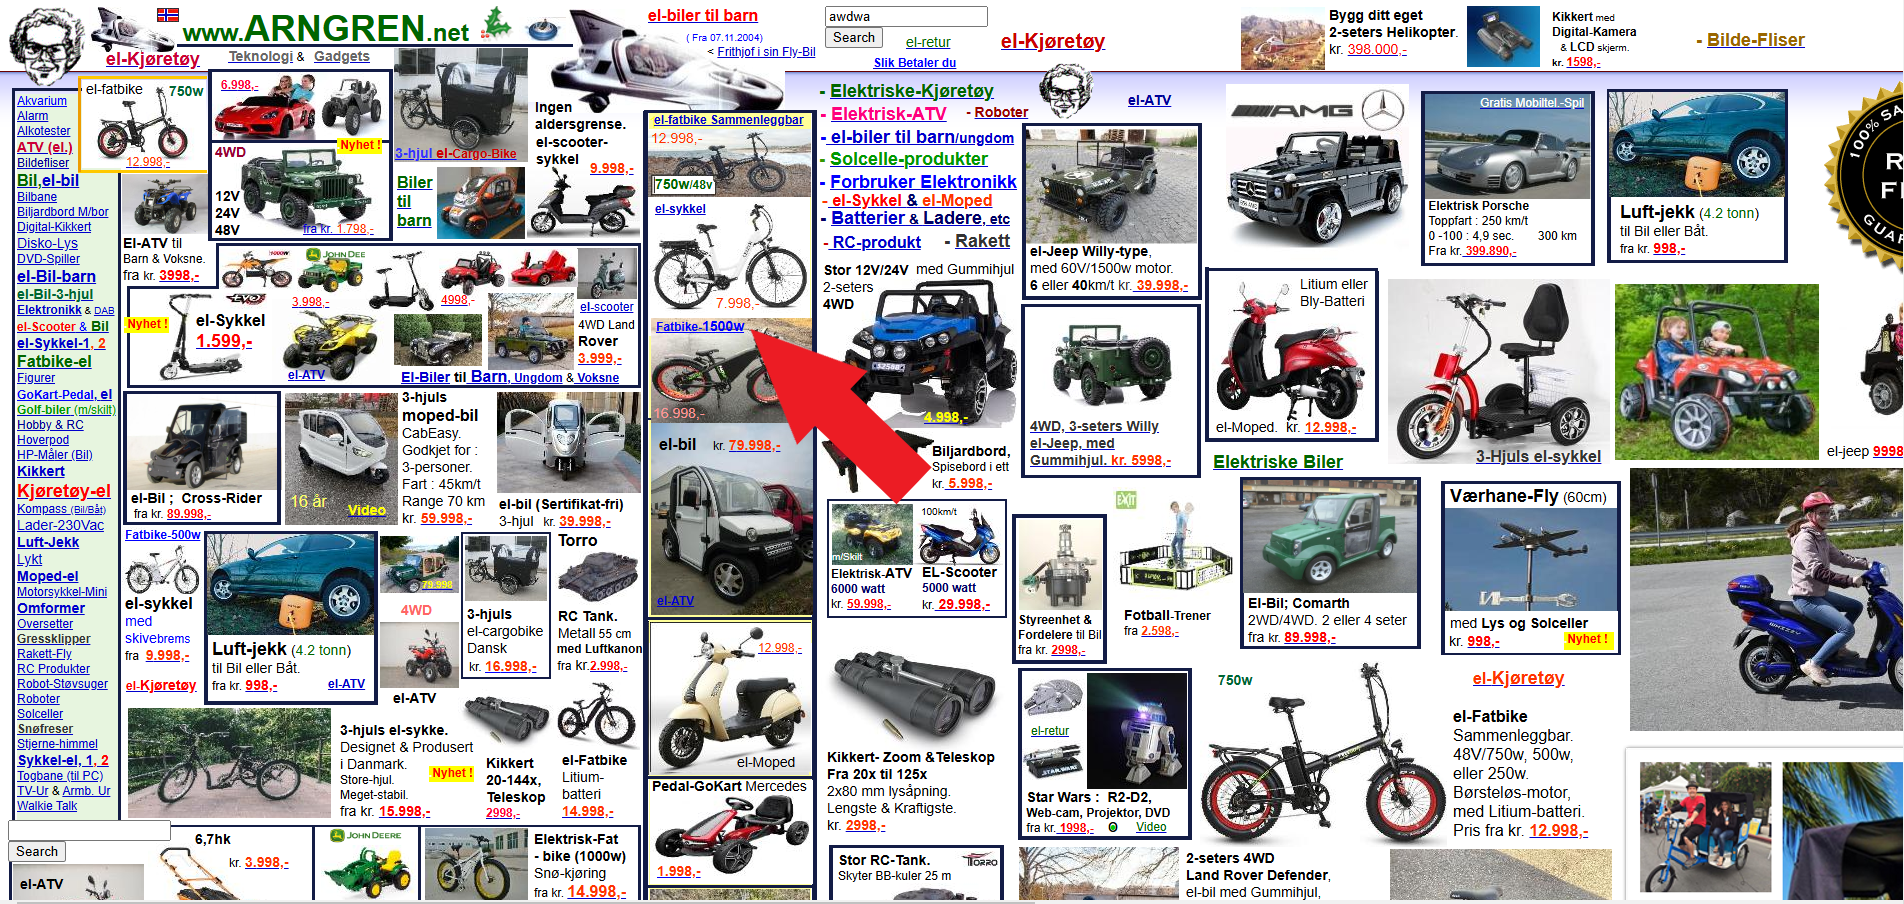 www.ARNGREN.net
el-Kjøretøy
Teknologi & Gadgets
el-biler til barn
( Fra 07.11.2004)
< Frithjof i sin Fly-Bil
awdwa
Search
el-retur
Slik Betaler du
el-Kjøretøy
Bygg ditt eget
2-seters Helikopter.
kr. 398.000,-
Kikkert med
Digital-Kamera
& LCD skjerm.
kr. 1598,-
- Bilde-Fliser
Akvarium
Alarm
Alkotester
ATV (el.)
Bildefliser
Bil,el-bil
Bilbane
Biljardbord M/bor
Digital-Kikkert
Disko-Lys
DVD-Spiller
el-Bil-barn
el-Bil-3-hjul
Elektronikk & DAB
el-Scooter & Bil
el-Sykkel-1, 2
Fatbike-el
Figurer
GoKart-Pedal, el
Golf-biler (m/skilt)
Hobby & RC
Hoverpod
HP-Måler (Bil)
Kikkert
Kjøretøy-el
Kompass (Bil/Båt)
Lader-230Vac
Luft-Jekk
Lykt
Moped-el
Motorsykkel-Mini
Omformer
Oversetter
Gressklipper
Rakett-Fly
RC Produkter
Robot-Støvsuger
Roboter
Solceller
Snøfreser
Stjerne-himmel
Sykkel-el, 1, 2
Togbane (til PC)
TV-Ur & Armb. Ur
Walkie Talk
Search
el-ATV
el-fatbike 750w
12.998,-
6.998,-
Nyhet !
4WD
12V
24V
48V
fra kr. 1.798,-
3-hjul el-Cargo-Bike
Biler
til
barn
Ingen
aldersgrense.
el-scooter-
sykkel 9.998,-
El-ATV til
Barn & Voksne.
fra kr. 3998,-
1000W
JOHN DEERE
3.998,-
4998,-
el-scooter
Nyhet !
EVO
el-Sykkel
1.599,-
el-ATV
4WD Land
Rover
3.999,-
El-Biler til Barn, Ungdom & Voksne
el-Bil ; Cross-Rider
fra kr. 89.998,-
16 år
Video
3-hjuls
moped-bil
CabEasy.
Godkjet for :
3-personer.
Fart : 45km/t
Range 70 km
kr. 59.998,-
el-bil (Sertifikat-fri)
3-hjul kr. 39.998,-
Fatbike-500w
el-sykkel
med
skivebrems
fra 9.998,-
el-Kjøretøy
Luft-jekk (4.2 tonn)
til Bil eller Båt.
fra kr. 998,-
el-ATV
79.998
4WD
el-ATV
3-hjuls
el-cargobike
Dansk
kr. 16.998,-
Torro
RC Tank.
Metall 55 cm
med Luftkanon
fra kr.2.998,-
3-hjuls el-sykke.
Designet & Produsert
i Danmark.
Store-hjul.
Meget-stabil.
fra kr. 15.998,-
Nyhet !
Kikkert
20-144x,
Teleskop
2998,-
el-Fatbike
Litium-
batteri
14.998,-
6,7hk
kr. 3.998,-
JOHN DEERE
Elektrisk-Fat
- bike (1000w)
Snø-kjøring
fra kr. 14.998,-
el-fatbike Sammenleggbar
12.998,-
750w/48v
el-sykkel
7.998,-
Fatbike-1500w
16.998,-
el-bil kr. 79.998,-
el-ATV
12.998,-
el-Moped
Pedal-GoKart Mercedes
1.998,-
- Elektriske-Kjøretøy
- Elektrisk-ATV - Roboter
- el-biler til barn/ungdom
- Solcelle-produkter
- Forbruker Elektronikk
- el-Sykkel & el-Moped
- Batterier & Ladere, etc
- RC-produkt - Rakett
Stor 12V/24V med Gummihjul
2-seters
4WD
4.998,-
Biljardbord,
Spisebord i ett
kr. 5.998,-
m/Skilt
Elektrisk-ATV
6000 watt
kr. 59.998,-
100km/t
EL-Scooter
5000 watt
kr. 29.998,-
Kikkert- Zoom &Teleskop
Fra 20x til 125x
2x80 mm lysåpning.
Lengste & Kraftigste.
kr. 2998,-
Stor RC-Tank.
Skyter BB-kuler 25 m
TORRO
el-ATV
el-Jeep Willy-type,
med 60V/1500w motor.
6 eller 40km/t kr. 39.998,-
4WD, 3-seters Willy
el-Jeep, med
Gummihjul. kr. 5998,-
Styreenhet &
Fordelere til Bil
fra kr. 2998,-
EXIT
Fotball-Trener
fra 2.598,-
el-retur
STAR WARS
Star Wars : R2-D2,
Web-cam, Projektor, DVD
fra kr. 1998,- Video
2-seters 4WD
Land Rover Defender,
el-bil med Gummihjul,
AMG
Gratis Mobiltel.-Spil
Elektrisk Porsche
Toppfart : 250 km/t
0 -100 : 4,9 sec. 300 km
Fra kr. 399.890,-
Luft-jekk (4.2 tonn)
til Bil eller Båt.
fra kr. 998,-
Litium eller
Bly-Batteri
el-Moped. kr. 12.998,-
3-Hjuls el-sykkel
el-jeep 9998
Elektriske Biler
El-Bil; Comarth
2WD/4WD. 2 eller 4 seter
fra kr. 89.998,-
Værhane-Fly (60cm)
med Lys og Solceller
kr. 998,-
Nyhet !
750w
el-Kjøretøy
el-Fatbike
Sammenleggbar.
48V/750w, 500w,
eller 250w.
Børsteløs-motor,
med Litium-batteri.
Pris fra kr. 12.998,-